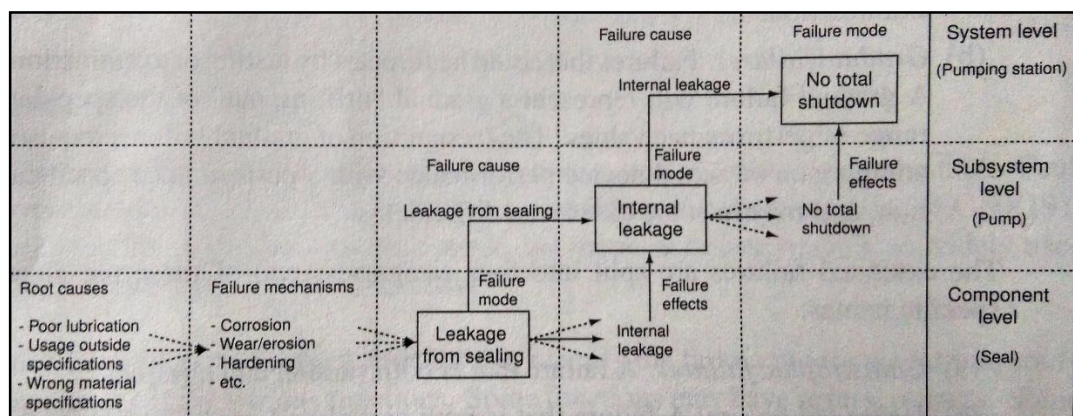 Failure cause
Failure mode
System level
(Pumping station)
Internal leakage
No total
shutdown
Failure cause
Failure
mode
Failure
effects
Subsystem
level
(Pump)
Leakage from sealing
Internal
leakage
No total
shutdown
Root causes
Failure mechanisms
Failure
mode
Failure
effects
Component
level
(Seal)
- Poor lubrication
- Usage outside
specifications
- Wrong material
specifications
- Corrosion
- Wear/erosion
- Hardening
- etc.
Leakage
from sealing
Internal
leakage